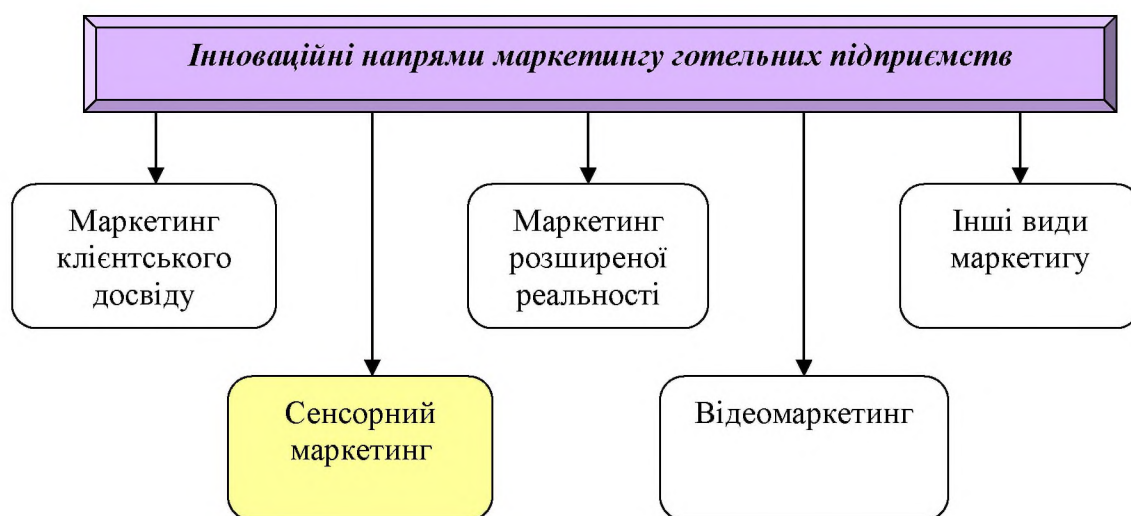 Інноваційні напрями маркетингу готельних підприємств
Маркетинг
клієнтського
досвіду
Маркетинг
розширеної
реальності
Інші види
маркетигу
Сенсорний
маркетинг
Відеомаркетинг